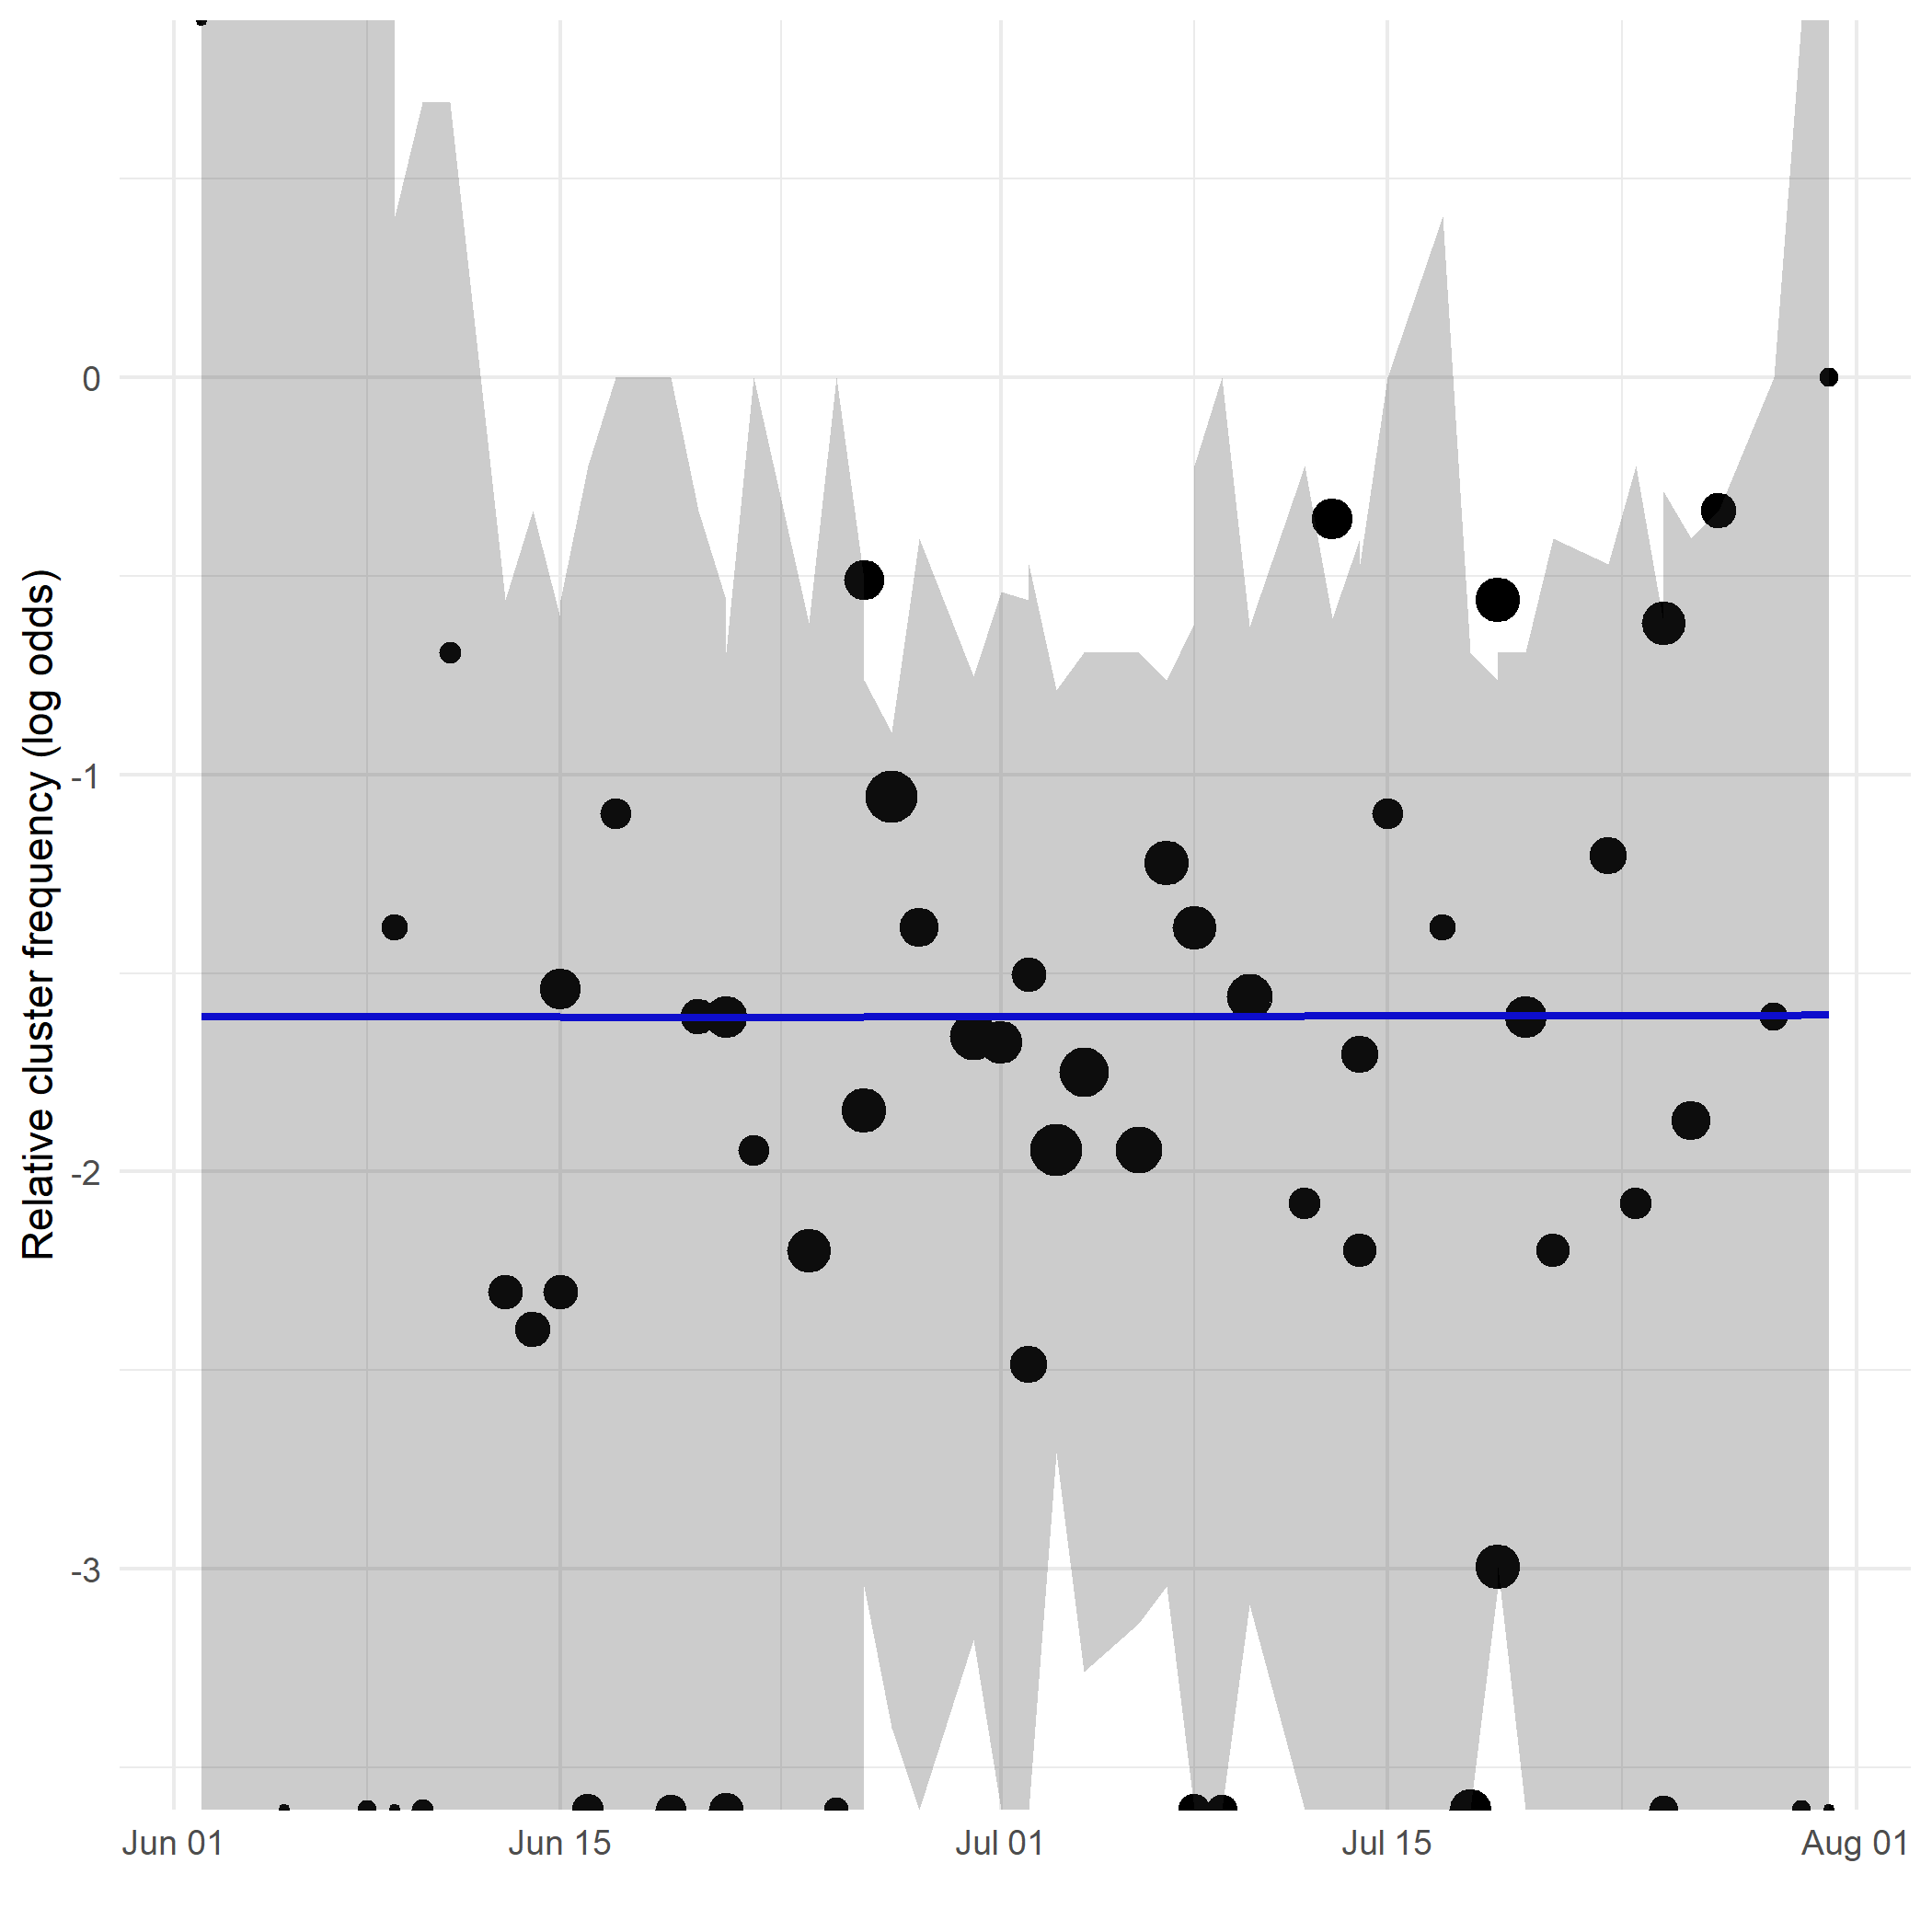 Relative cluster frequency (log odds)
0
-1
-2
-3
Jun 01
Jun 15
Jul 01
Jul 15
Aug 01